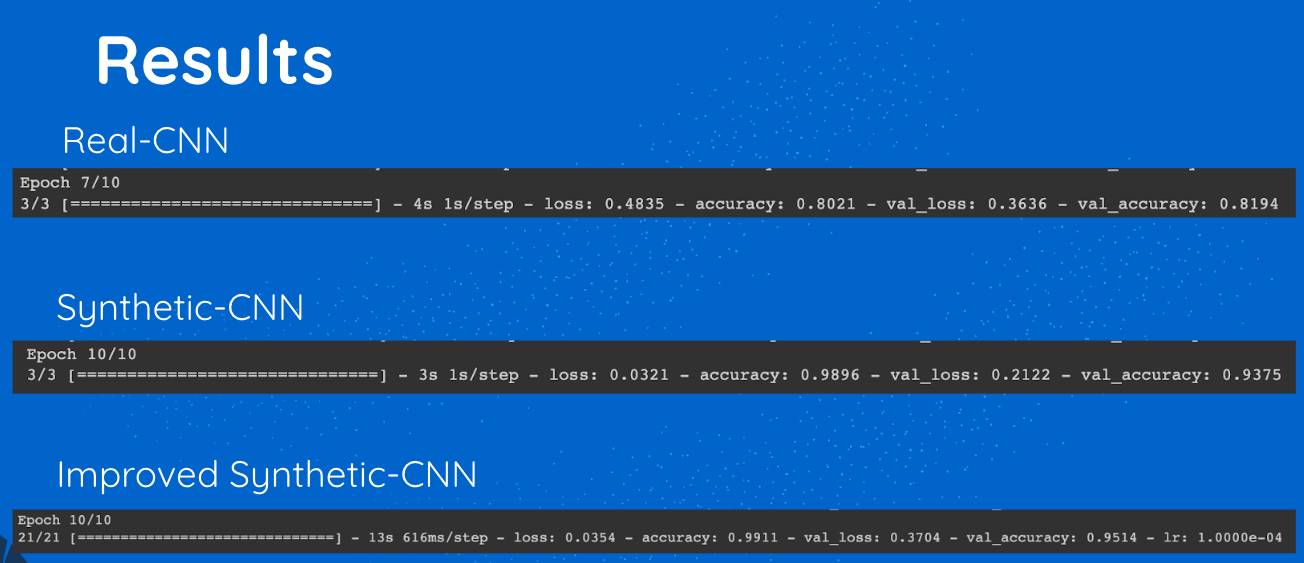 Results
Real-CNN
Epoch 7/10
3/3 [==============================] - 4s 1s/step - loss: 0.4835 - accuracy: 0.8021 - val_loss: 0.3636 - val_accuracy: 0.8194
Synthetic-CNN
Epoch 10/10
3/3 [==============================] - 3s 1s/step - loss: 0.0321 - accuracy: 0.9896 - val_loss: 0.2122 - val_accuracy: 0.9375
Improved Synthetic-CNN
Epoch 10/10
21/21 [==============================] - 13s 616ms/step - loss: 0.0354 - accuracy: 0.9911 - val_loss: 0.3704 - val_accuracy: 0.9514 - lr: 1.0000e-04